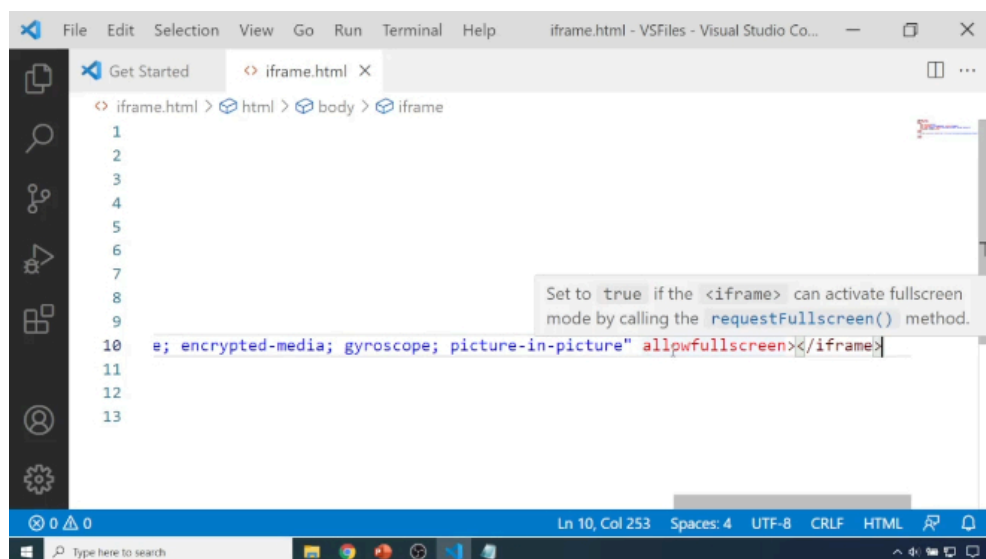 File Edit Selection View Go Run Terminal Help iframe.html - VSFiles - Visual Studio Co...
Get Started iframe.html
iframe.html > html > body > iframe
1
2
3
4
5
6
7
8
Set to true if the <iframe> can activate fullscreen
9
mode by calling the requestFullscreen() method.
10 e; encrypted-media; gyroscope; picture-in-picture" allpwfullscreen></iframe>
11
12
13
0 0 Ln 10, Col 253 Spaces: 4 UTF-8 CRLF HTML
Type here to search